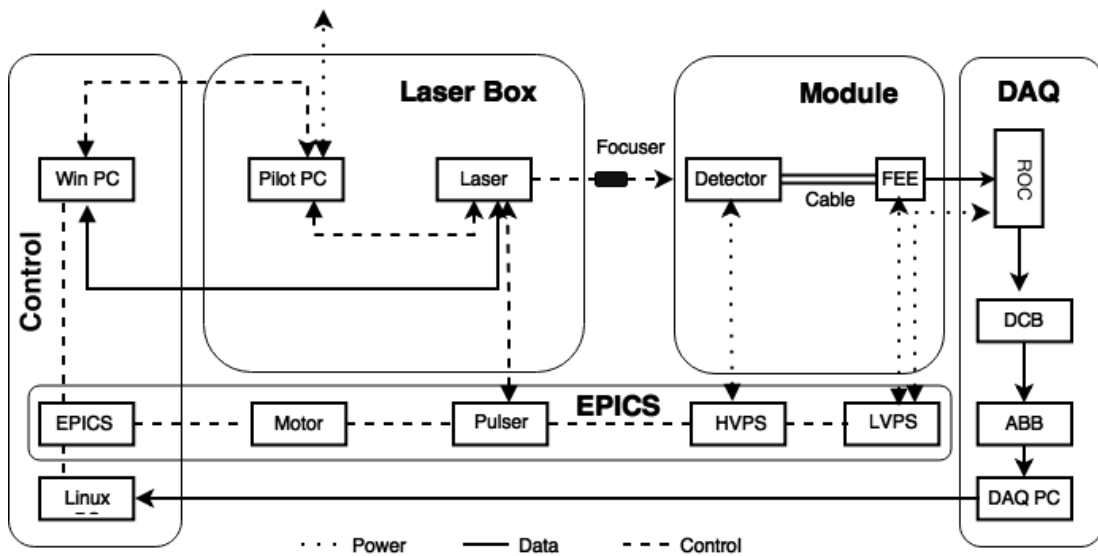 Laser Box
Module
DAQ
Focuser
Win PC
Pilot PC
Laser
Detector
Cable
FEE
ROC
Control
DCB
EPICS
EPICS
Motor
Pulser
HVPS
LVPS
ABB
Linux
DAQ PC
Power
Data
Control